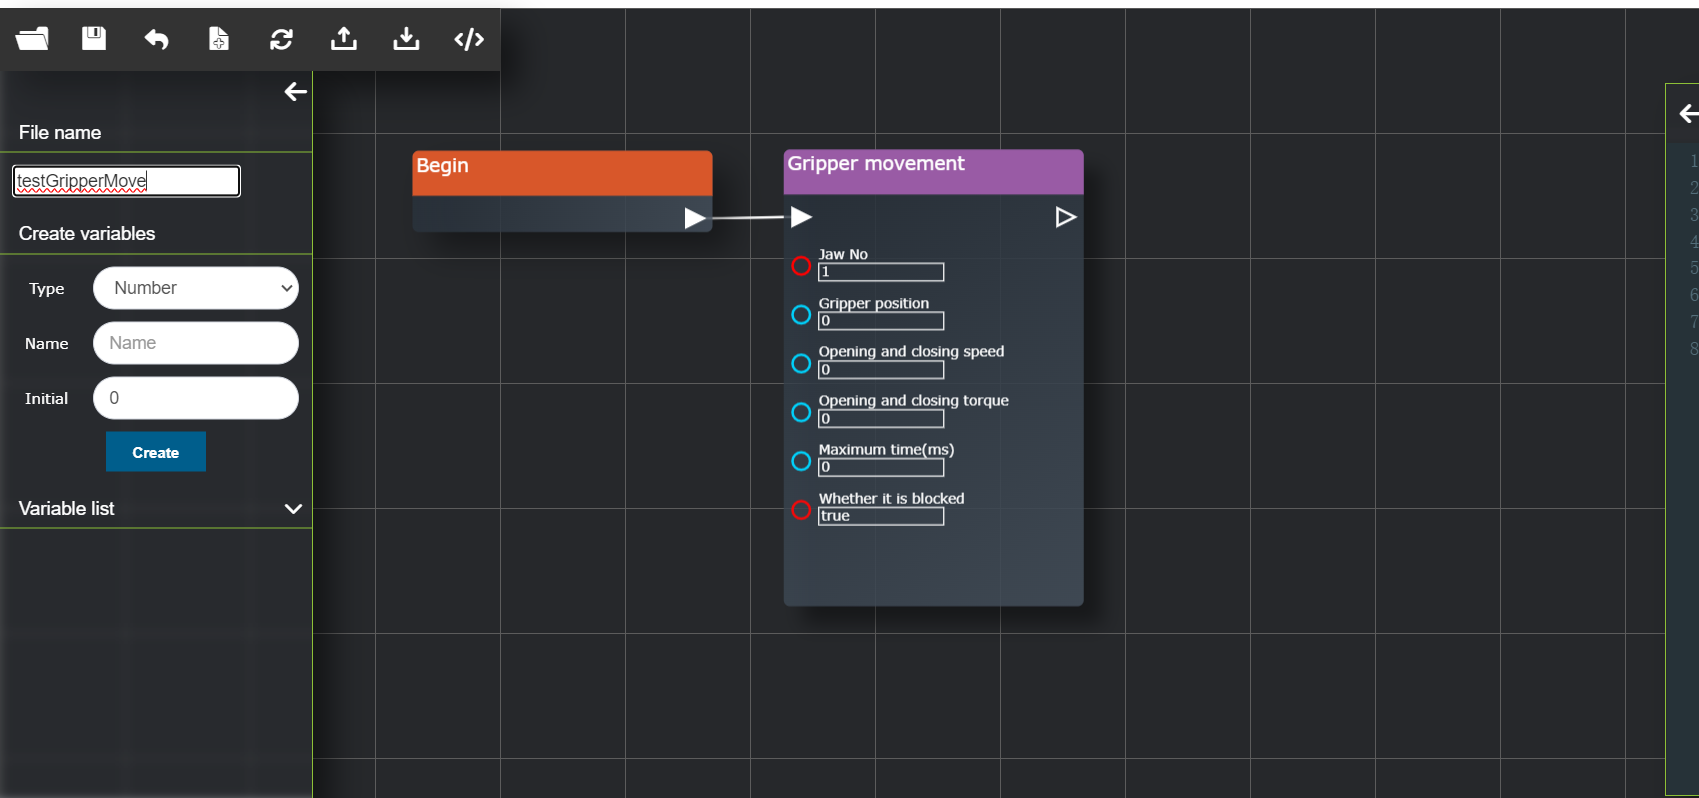 File name
testGripperMove
Create variables
Type
Number
Name
Name
Initial
0
Create
Variable list
Begin
Gripper movement
Jaw No
1
Gripper position
0
Opening and closing speed
0
Opening and closing torque
0
Maximum time(ms)
0
Whether it is blocked
true
1
2
3
4
5
6
7
8